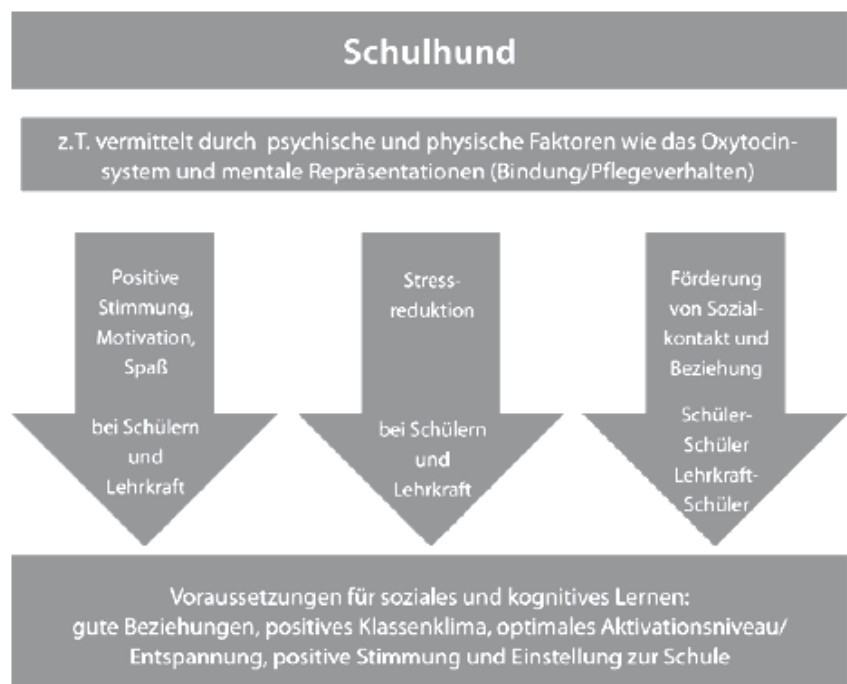 Schulhund
z.T. vermittelt durch psychische und physische Faktoren wie das Oxytocin-
system und mentale Repräsentationen (Bindung/Pflegeverhalten)
Positive
Stimmung,
Motivation,
Spaß
bei Schülern
und
Lehrkraft
Stress-
reduktion
bei Schülern
und
Lehrkraft
Förderung
von Sozial-
kontakt und
Beziehung
Schüler-
Schüler
Lehrkraft-
Schüler
Voraussetzungen für soziales und kognitives Lernen:
gute Beziehungen, positives Klassenklima, optimales Aktivationsniveau/
Entspannung, positive Stimmung und Einstellung zur Schule